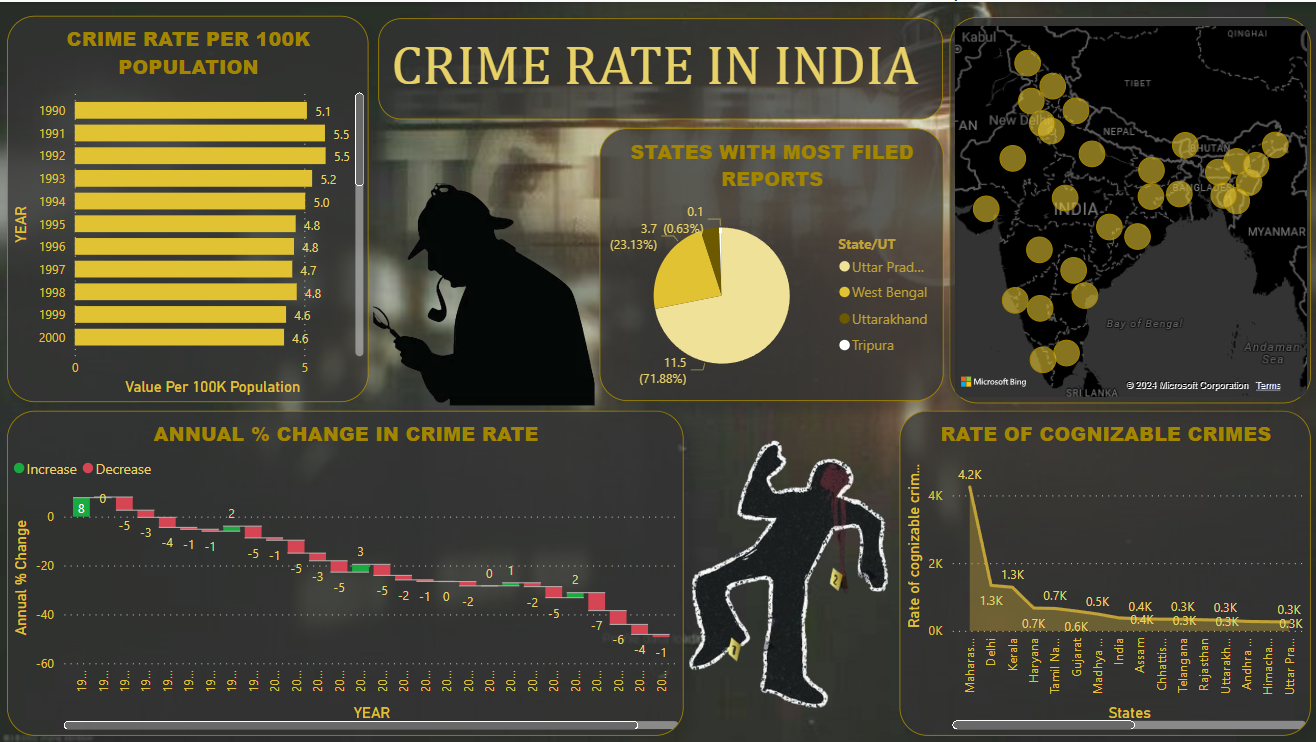 CRIME RATE PER 100K
POPULATION
YEAR
1990 5.1
1991 5.5
1992 5.5
1993 5.2
1994 5.0
1995 4.8
1996 4.8
1997 4.7
1998 4.8
1999 4.6
2000 4.6
0 5
Value Per 100K Population
CRIME RATE IN INDIA
STATES WITH MOST FILED
REPORTS
0.1
(0.63%)
3.7
(23.13%)
11.5
(71.88%)
State/UT
Uttar Prad...
West Bengal
Uttarakhand
Tripura
Kabul
QINGHAI
TIBET
TAN
New Delhi
NEPAL
BHUTAN
BANGLADESH
INDIA
MYANMAR
Bay of Bengal
Andaman
Sea
SRI LANKA
Microsoft Bing
© 2024 Microsoft Corporation Terms
ANNUAL % CHANGE IN CRIME RATE
Increase Decrease
Annual % Change
0
-20
-40
-60
8 0 -5 -3 -4 -1 -1 2 -5 -1 -5 -3 -5 3 -5 -2 -1 0 -2 0 1 -2 -5 2 -7 -6 -4 -1
19... 19... 19... 19... 19... 19... 19... 19... 19... 20... 20... 20... 20... 20... 20... 20... 20... 20... 20... 20... 20... 20... 20... 20... 20... 20... 20... 20...
YEAR
RATE OF COGNIZABLE CRIMES
Rate of cognizable crim...
4K
2K
0K
4.2K 1.3K 1.3K 0.7K 0.7K 0.6K 0.5K 0.4K 0.4K 0.3K 0.3K 0.3K 0.3K 0.3K 0.3K
Maharas...
Delhi
Kerala
Haryana
Tamil Na...
Gujarat
Madhya ...
India
Assam
Chhattis...
Telangana
Rajasthan
Uttarakh...
Andhra ...
Himacha...
Uttar Pra...
States